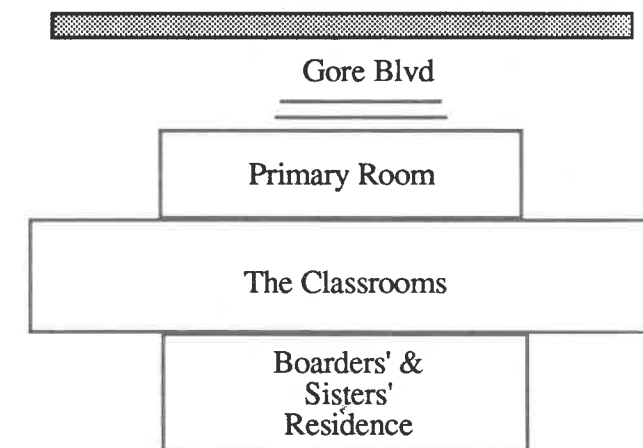 Gore Blvd
Primary Room
The Classrooms
Boarders' &
Sisters'
Residence